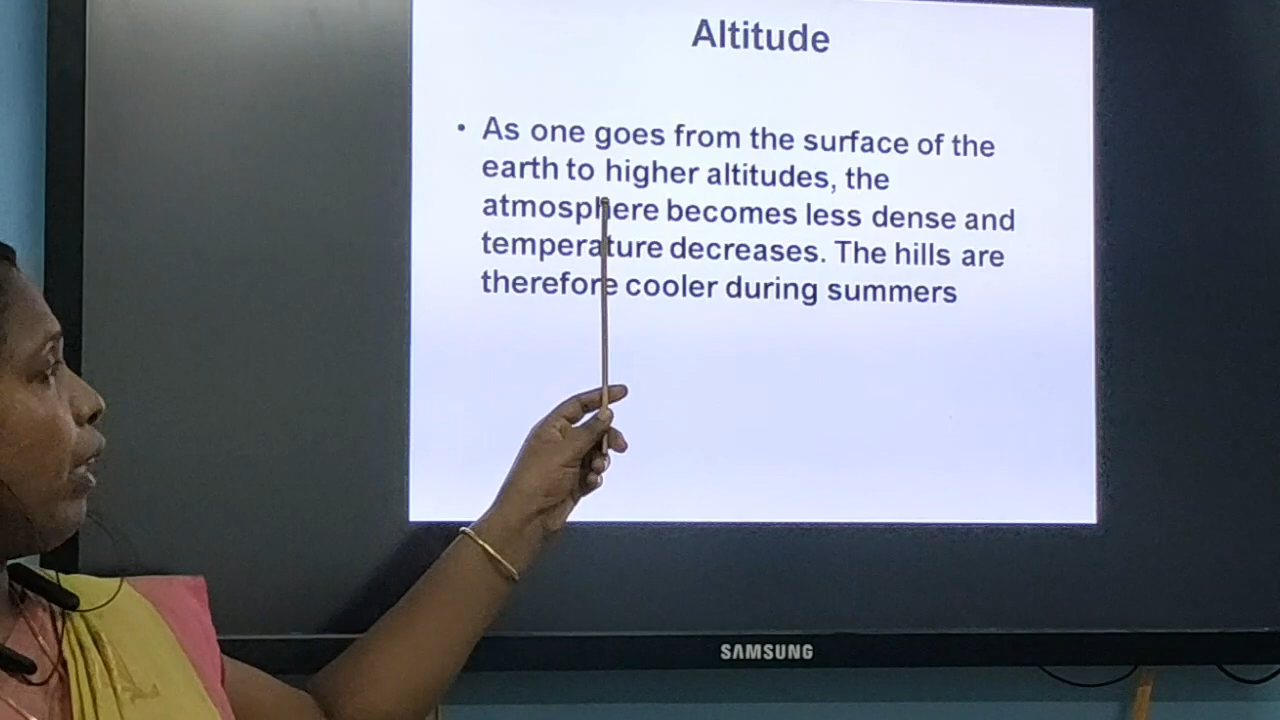 Altitude
• As one goes from the surface of the
earth to higher altitudes, the
atmosphere becomes less dense and
temperature decreases. The hills are
therefore cooler during summers
SAMSUNG